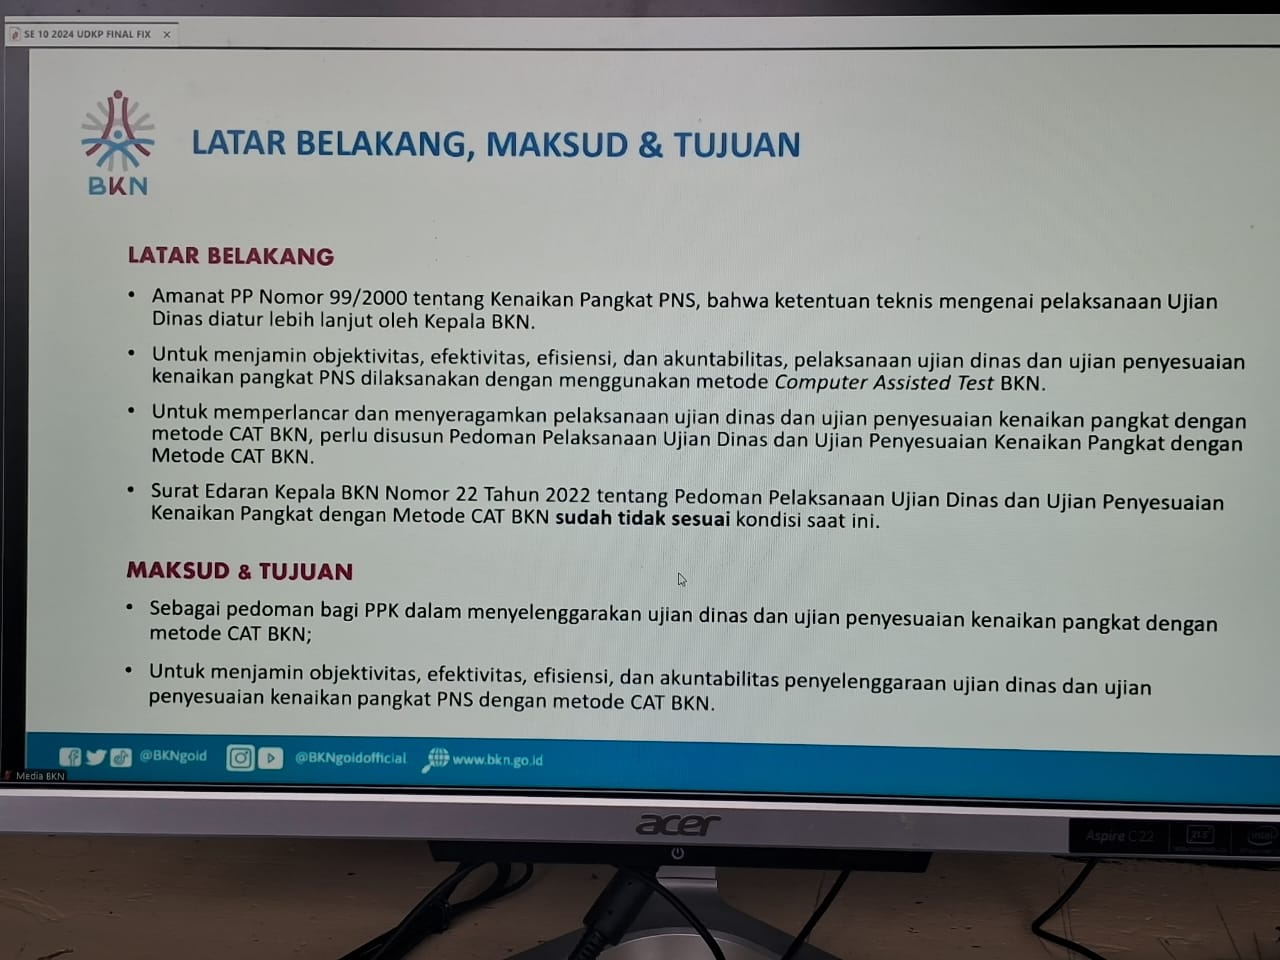 SE 10 2024 UDKP FINAL FIX
BKN
LATAR BELAKANG, MAKSUD & TUJUAN
LATAR BELAKANG
• Amanat PP Nomor 99/2000 tentang Kenaikan Pangkat PNS, bahwa ketentuan teknis mengenai pelaksanaan Ujian
Dinas diatur lebih lanjut oleh Kepala BKN.
• Untuk menjamin objektivitas, efektivitas, efisiensi, dan akuntabilitas, pelaksanaan ujian dinas dan ujian penyesuaian
kenaikan pangkat PNS dilaksanakan dengan menggunakan metode Computer Assisted Test BKN.
• Untuk memperlancar dan menyeragamkan pelaksanaan ujian dinas dan ujian penyesuaian kenaikan pangkat dengan
metode CAT BKN, perlu disusun Pedoman Pelaksanaan Ujian Dinas dan Ujian Penyesuaian Kenaikan Pangkat dengan
Metode CAT BKN.
• Surat Edaran Kepala BKN Nomor 22 Tahun 2022 tentang Pedoman Pelaksanaan Ujian Dinas dan Ujian Penyesuaian
Kenaikan Pangkat dengan Metode CAT BKN sudah tidak sesuai kondisi saat ini.
MAKSUD & TUJUAN
• Sebagai pedoman bagi PPK dalam menyelenggarakan ujian dinas dan ujian penyesuaian kenaikan pangkat dengan
metode CAT BKN;
• Untuk menjamin objektivitas, efektivitas, efisiensi, dan akuntabilitas penyelenggaraan ujian dinas dan ujian
penyesuaian kenaikan pangkat PNS dengan metode CAT BKN.
@BKNgoid @BKNgoidofficial www.bkn.go.id
Media BKN
acer
Aspire C22 21.5" intel